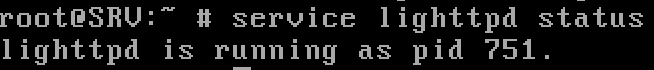 root@SRV:~ # service lighttpd status
lighttpd is running as pid 751.